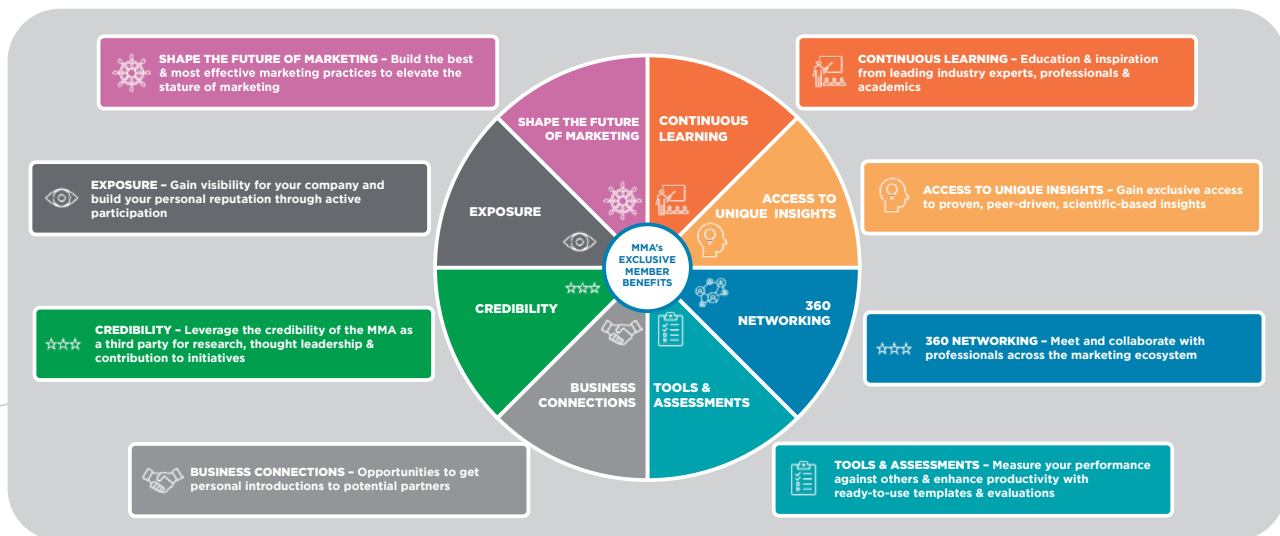 SHAPE THE FUTURE OF MARKETING – Build the best
& most effective marketing practices to elevate the
stature of marketing
CONTINUOUS LEARNING – Education & inspiration
from leading industry experts, professionals &
academics
EXPOSURE – Gain visibility for your company and
build your personal reputation through active
participation
ACCESS TO UNIQUE INSIGHTS – Gain exclusive access
to proven, peer-driven, scientific-based insights
CREDIBILITY – Leverage the credibility of the MMA as
a third party for research, thought leadership &
contribution to initiatives
360 NETWORKING – Meet and collaborate with
professionals across the marketing ecosystem
BUSINESS CONNECTIONS – Opportunities to get
personal introductions to potential partners
TOOLS & ASSESSMENTS – Measure your performance
against others & enhance productivity with
ready-to-use templates & evaluations
SHAPE THE FUTURE
OF MARKETING
CONTINUOUS
LEARNING
EXPOSURE
ACCESS TO
UNIQUE INSIGHTS
MMA's
EXCLUSIVE
MEMBER
BENEFITS
CREDIBILITY
360
NETWORKING
BUSINESS
CONNECTIONS
TOOLS &
ASSESSMENTS